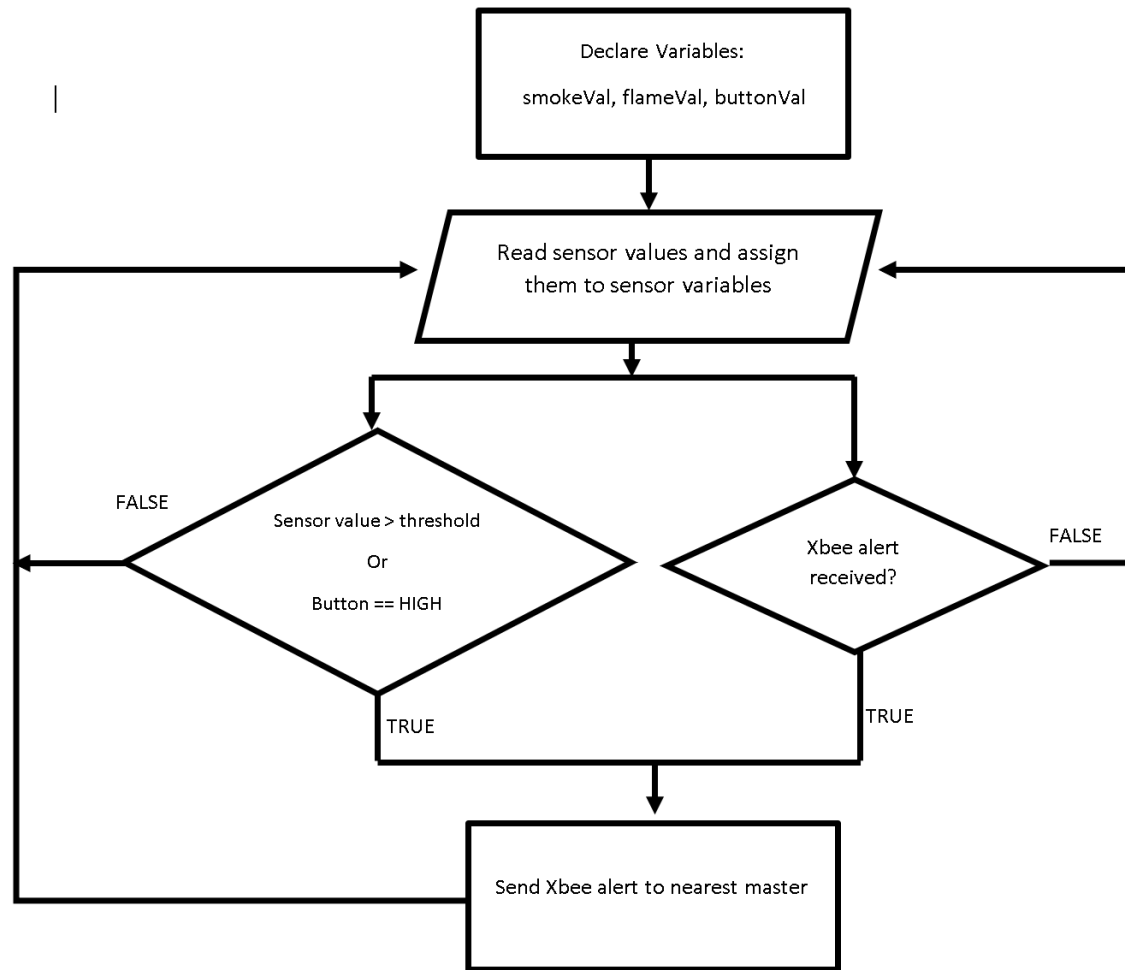 Declare Variables:
smokeVal, flameVal, buttonVal
Read sensor values and assign
them to sensor variables
FALSE
Sensor value > threshold
Or
Button == HIGH
Xbee alert
received?
FALSE
TRUE
TRUE
Send Xbee alert to nearest master